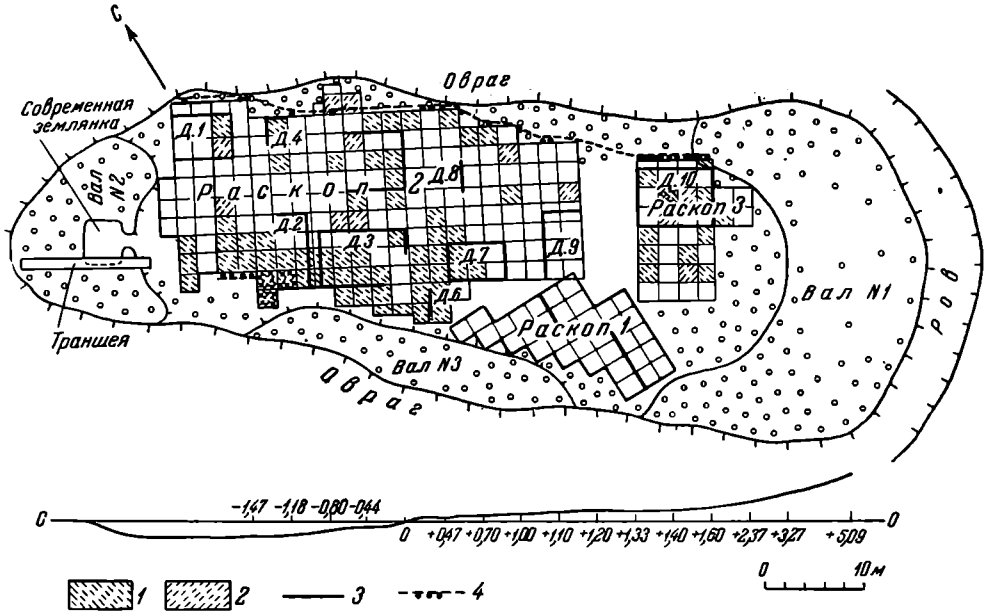 С
Овраг
Современная
землянка
Вал
N2
Д.1
Д.4
Раскоп 2
Д.8
Д.10
Раскоп 3
Д.2
Д.3
Д.7
Д.9
Д.6
Раскоп 1
Вал N1
Ров
Траншея
Вал N3
Овраг
-1,47 -1,18 -0,80 -0,44
С
0 +0,47 +0,70 +1,00 +1,10 +1,20 +1,33 +1,40 +1,60 +2,37 +3,27 +5,09
0
1 2 3 4
0 10 м